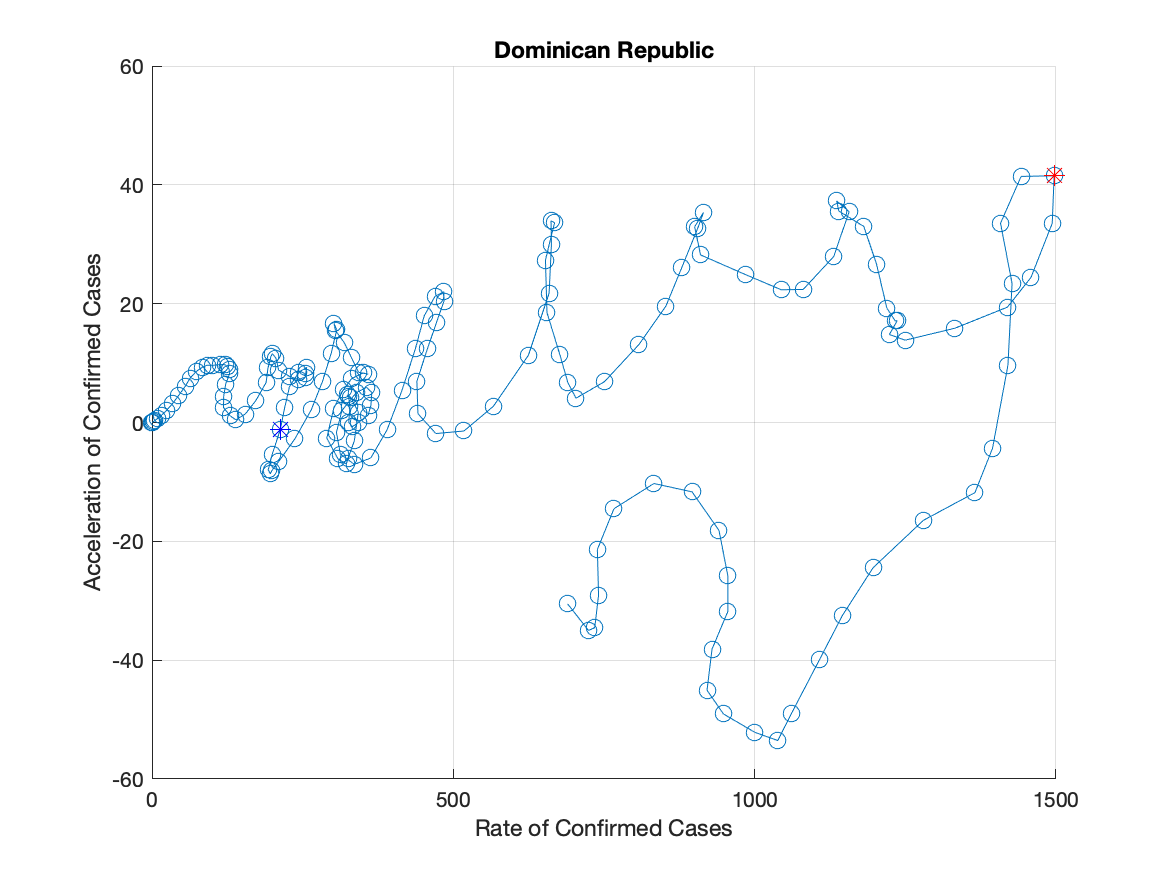 Dominican Republic
60
40
20
0
-20
-40
-60
Acceleration of Confirmed Cases
0 500 1000 1500
Rate of Confirmed Cases